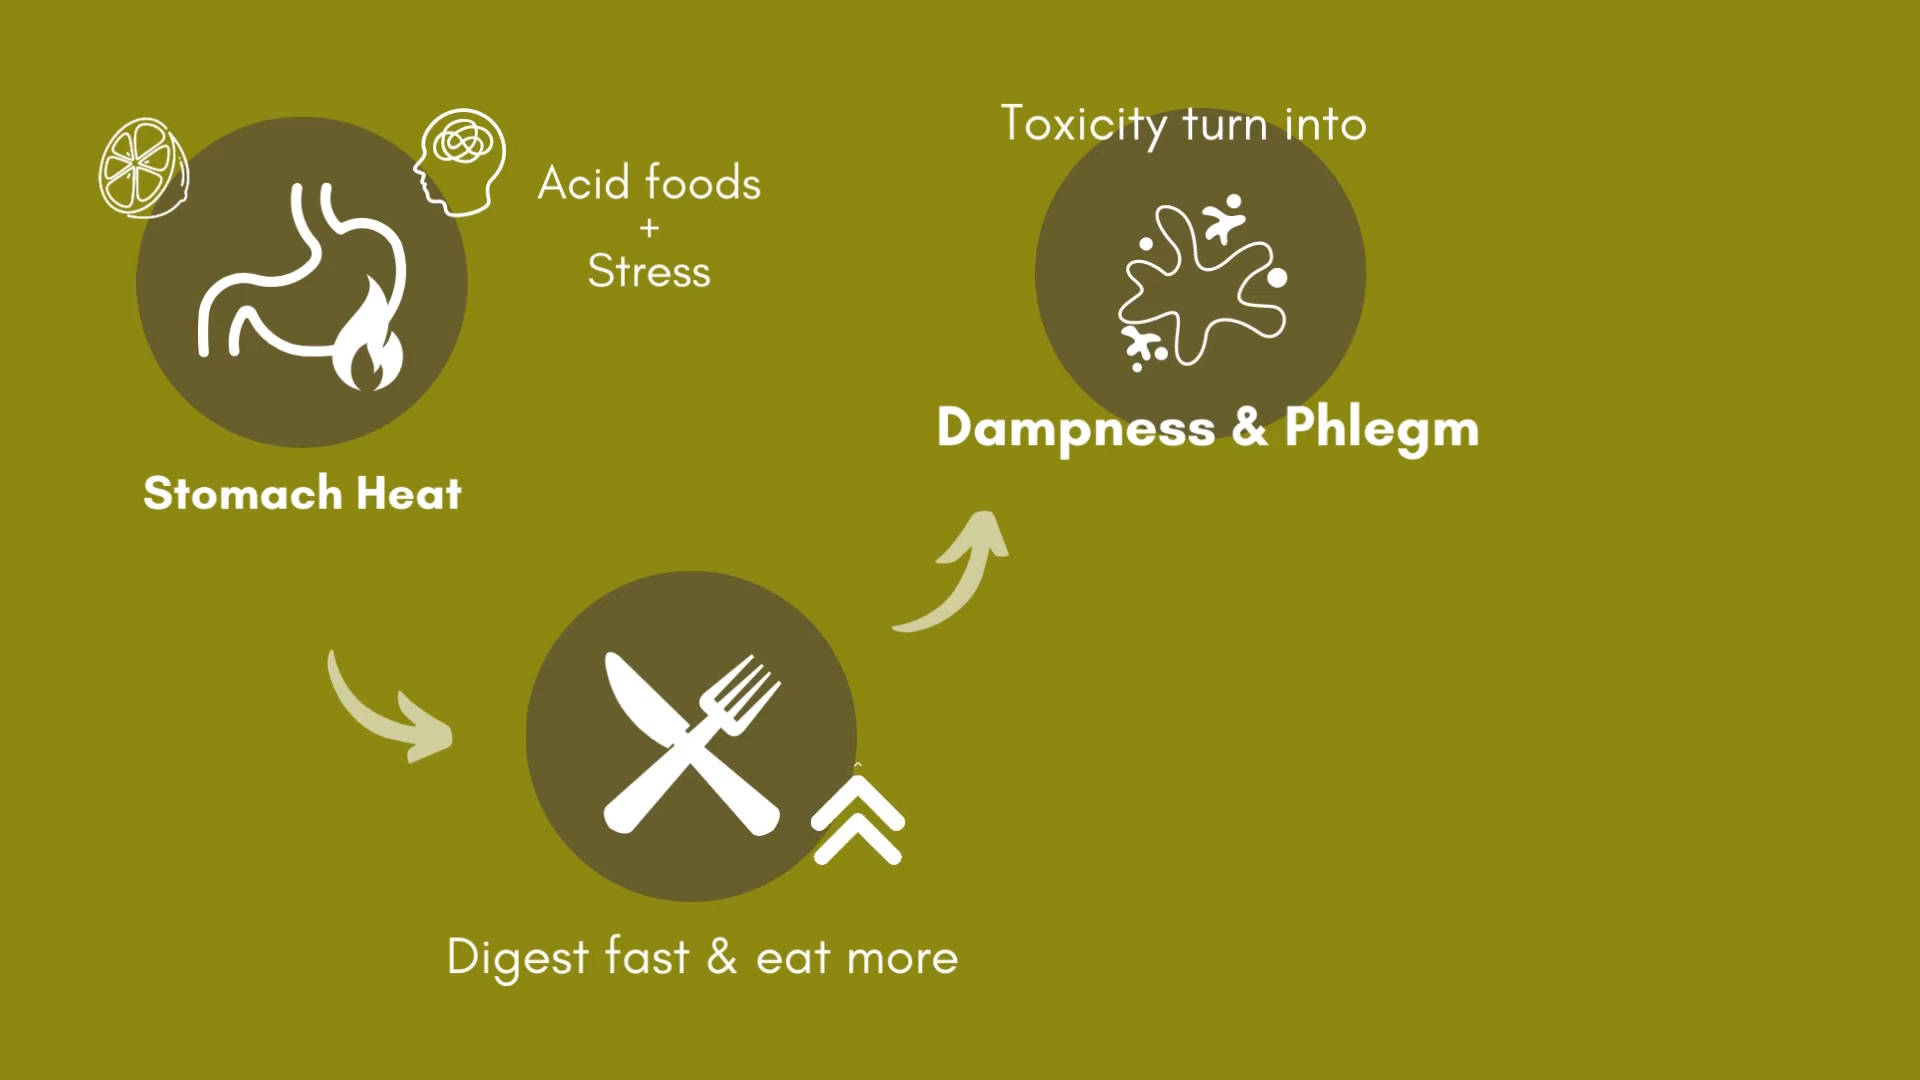 Acid foods
+
Stress
Stomach Heat
Digest fast & eat more
Toxicity turn into
Dampness & Phlegm